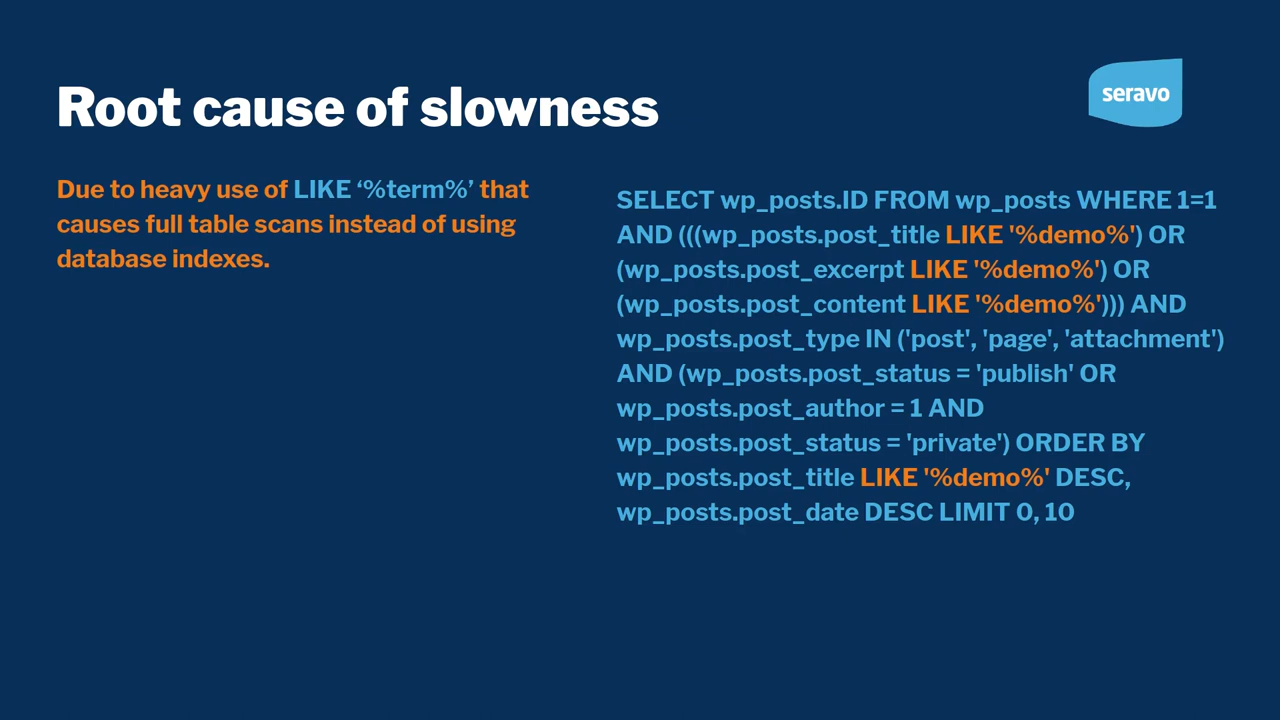 Root cause of slowness
seravo
Due to heavy use of LIKE ‘%term%’ that
causes full table scans instead of using
database indexes.
SELECT wp_posts.ID FROM wp_posts WHERE 1=1
AND (((wp_posts.post_title LIKE '%demo%') OR
(wp_posts.post_excerpt LIKE '%demo%') OR
(wp_posts.post_content LIKE '%demo%'))) AND
wp_posts.post_type IN ('post', 'page', 'attachment')
AND (wp_posts.post_status = 'publish' OR
wp_posts.post_author = 1 AND
wp_posts.post_status = 'private') ORDER BY
wp_posts.post_title LIKE '%demo%' DESC,
wp_posts.post_date DESC LIMIT 0, 10